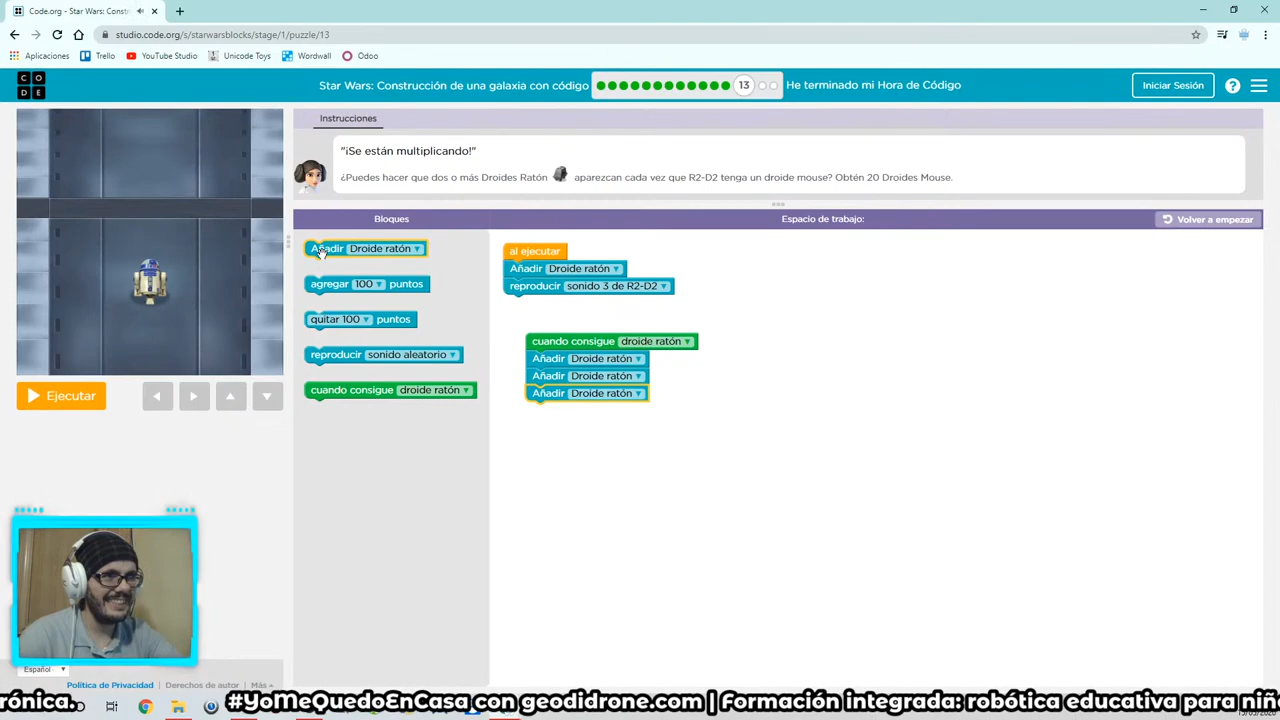 Code.org - Star Wars: Constr
studio.code.org/s/starwarsblocks/stage/1/puzzle/13
Aplicaciones
Trello
YouTube Studio
Unicode Toys
Wordwall
Odoo
CODE
Star Wars: Construcción de una galaxia con código
13
He terminado mi Hora de Código
Iniciar Sesión
Instrucciones
"¡Se están multiplicando!"
¿Puedes hacer que dos o más Droides Ratón aparezcan cada vez que R2-D2 tenga un droide mouse? Obtén 20 Droides Mouse.
Bloques
Espacio de trabajo:
Volver a empezar
Añadir Droide ratón
agregar 100 puntos
quitar 100 puntos
reproducir sonido aleatorio
cuando consigue droide ratón
al ejecutar
Añadir Droide ratón
reproducir sonido 3 de R2-D2
cuando consigue droide ratón
Añadir Droide ratón
Añadir Droide ratón
Añadir Droide ratón
Ejecutar
Español
Política de Privacidad
Derechos de autor
Más
rónica. #YoMeQuedoEnCasa con geodidrone.com | Formación integrada: robótica educativa para niñ